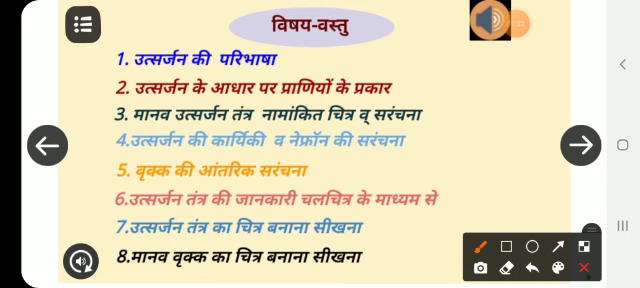 विषय-वस्तु
1. उत्सर्जन की परिभाषा
2. उत्सर्जन के आधार पर प्राणियों के प्रकार
3. मानव उत्सर्जन तंत्र नामांकित चित्र व् सरंचना
4.उत्सर्जन की कार्यिकी व नेफ्रॉन की सरंचना
5. वृक्क की आंतरिक सरंचना
6.उत्सर्जन तंत्र की जानकारी चलचित्र के माध्यम से
7.उत्सर्जन तंत्र का चित्र बनाना सीखना
8.मानव वृक्क का चित्र बनाना सीखना